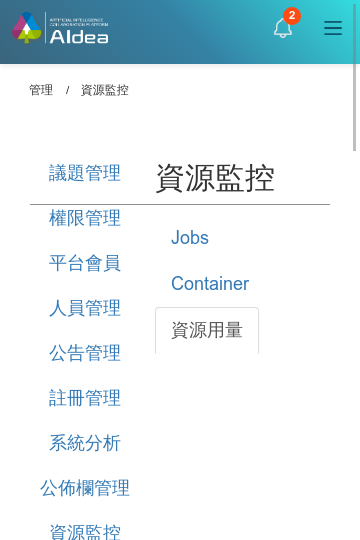 ARTIFICIAL INTELLIGENCE
COLLABORATION PLATFORM
AIdea
2
管理 / 資源監控
議題管理
權限管理
平台會員
人員管理
公告管理
註冊管理
系統分析
公佈欄管理
資源監控
資源監控
Jobs
Container
資源用量